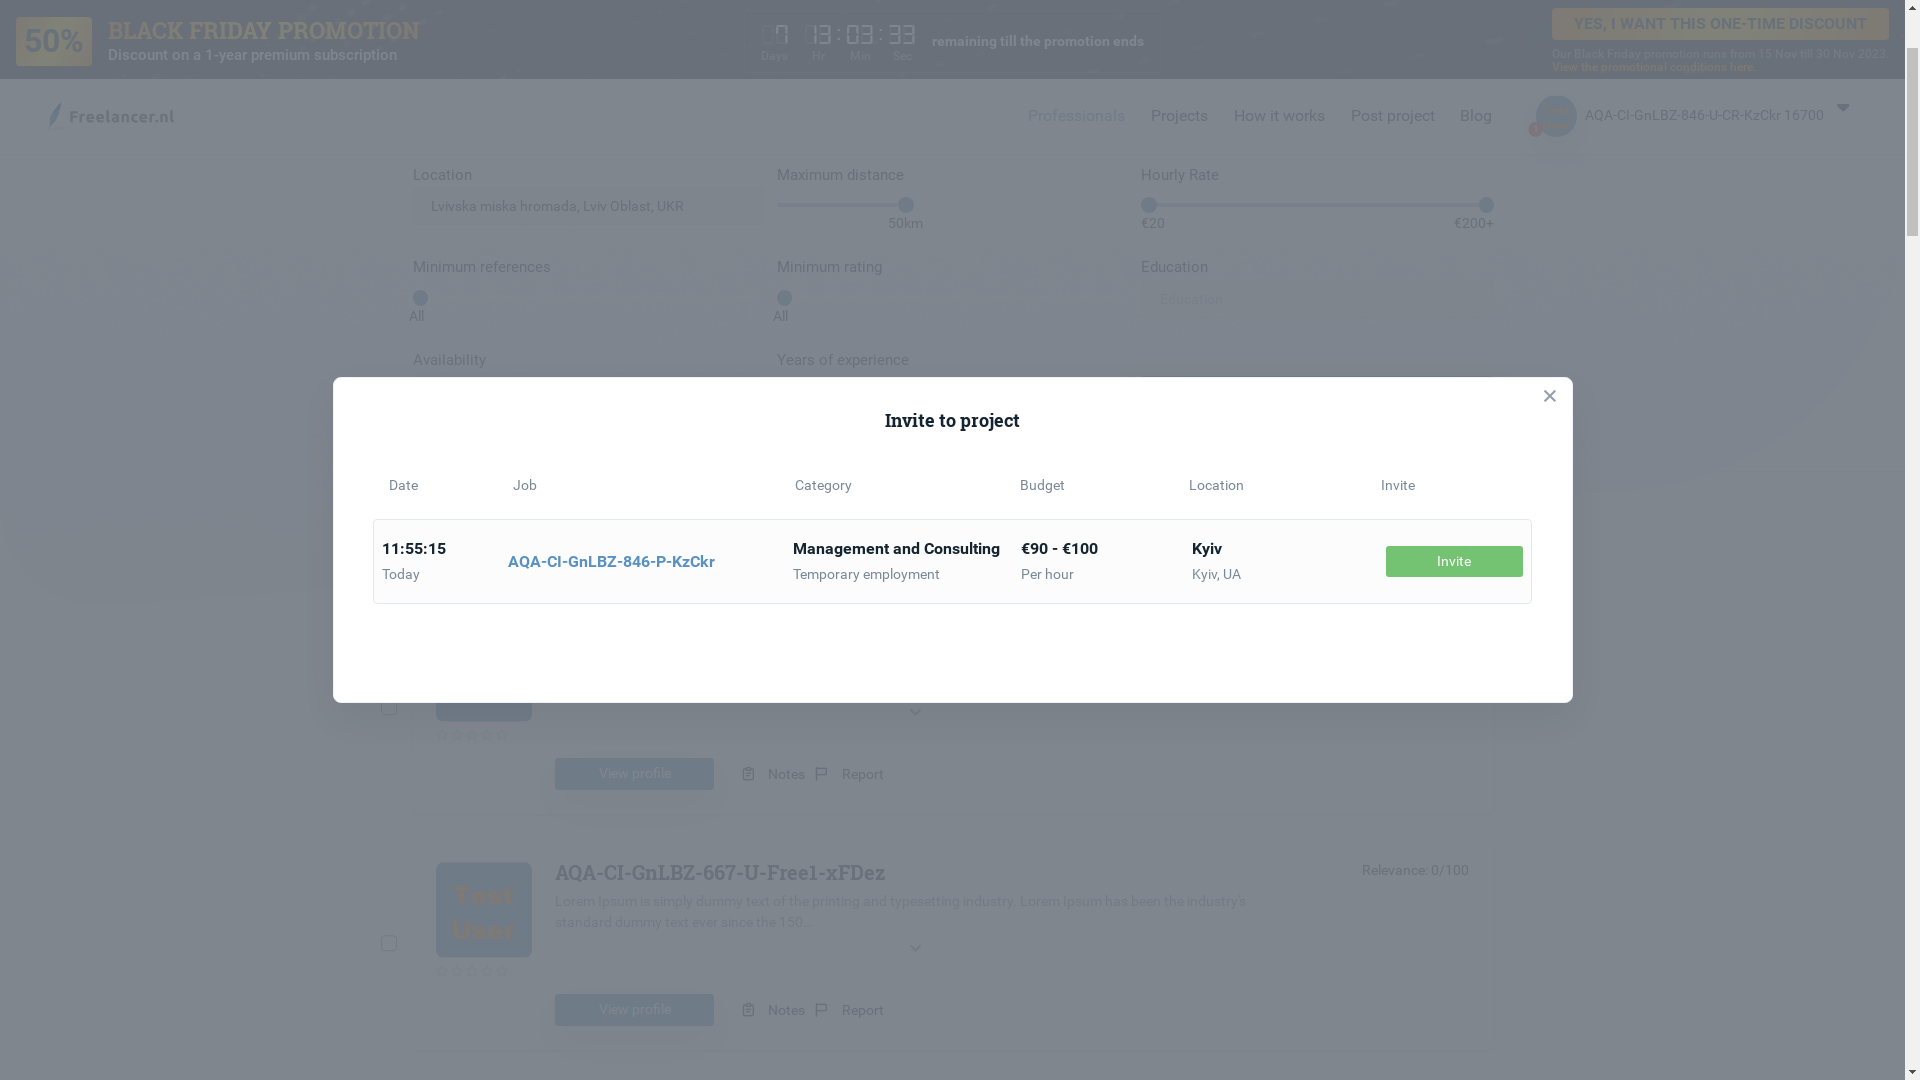 50%
BLACK FRIDAY PROMOTION
Discount on a 1-year premium subscription
7 13:03:33
Days Hr Min Sec
remaining till the promotion ends
YES, I WANT THIS ONE-TIME DISCOUNT
Our Black Friday promotion runs from 15 Nov till 30 Nov 2023.
View the promotional conditions here
Freelancer.nl
Professionals
Projects
How it works
Post project
Blog
1
AQA-CI-GnLBZ-846-U-CR-KzCkr 16700
Location
Maximum distance
Hourly Rate
Lvivska miska hromada, Lviv Oblast, UKR
50km
€20
€200+
Minimum references
Minimum rating
Education
Education
All
All
Availability
Years of experience
Invite to project
Date
Job
Category
Budget
Location
Invite
11:55:15
Today
AQA-CI-GnLBZ-846-P-KzCkr
Management and Consulting
Temporary employment
€90 - €100
Per hour
Kyiv
Kyiv, UA
Invite
View profile
Notes
Report
Test
User
AQA-CI-GnLBZ-667-U-Free1-xFDez
Relevance: 0/100
Lorem Ipsum is simply dummy text of the printing and typesetting industry. Lorem Ipsum has been the industry's
standard dummy text ever since the 150...
View profile
Notes
Report